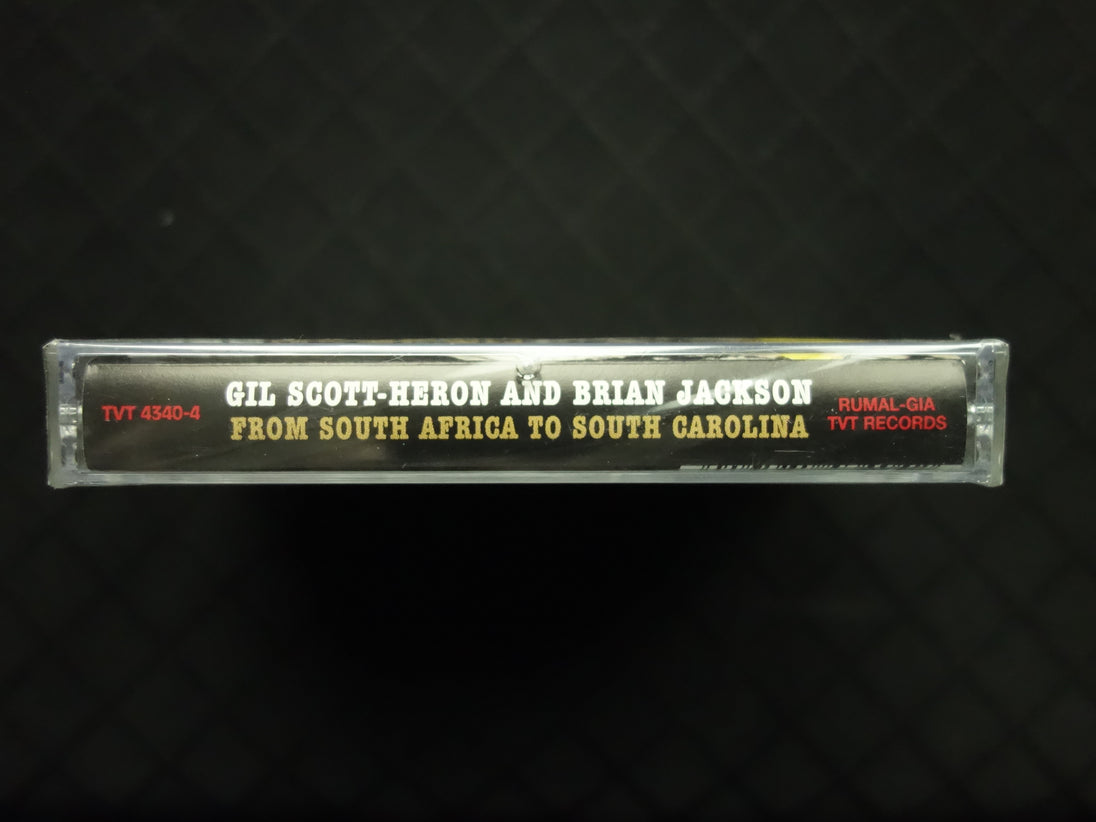 TVT 4340-4
GIL SCOTT-HERON AND BRIAN JACKSON
FROM SOUTH AFRICA TO SOUTH CAROLINA
RUMAL-GIA
TVT RECORDS